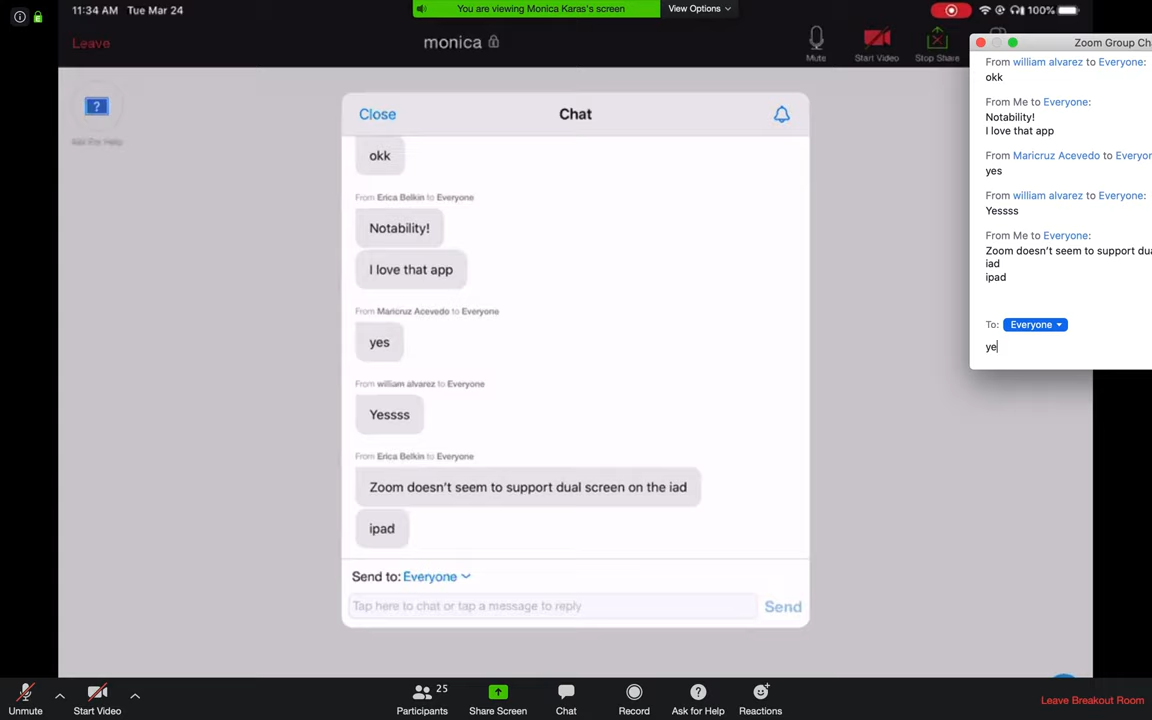 11:34 AM Tue Mar 24
You are viewing Monica Karas's screen
View Options
100%
Leave
monica
Mute
Start Video
Stop Share
Ask For Help
Close
Chat
okk
From Erica Belkin to Everyone
Notability!
I love that app
From Maricruz Acevedo to Everyone
yes
From william alvarez to Everyone
Yessss
From Erica Belkin to Everyone
Zoom doesn't seem to support dual screen on the iad
ipad
Send to: Everyone
Tap here to chat or tap a message to reply
Send
Zoom Group Cha
From william alvarez to Everyone:
okk
From Me to Everyone:
Notability!
I love that app
From Maricruz Acevedo to Everyon
yes
From william alvarez to Everyone:
Yessss
From Me to Everyone:
Zoom doesn't seem to support dua
iad
ipad
To: Everyone
ye
Unmute
Start Video
Participants
25
Share Screen
Chat
Record
Ask for Help
Reactions
Leave Breakout Room